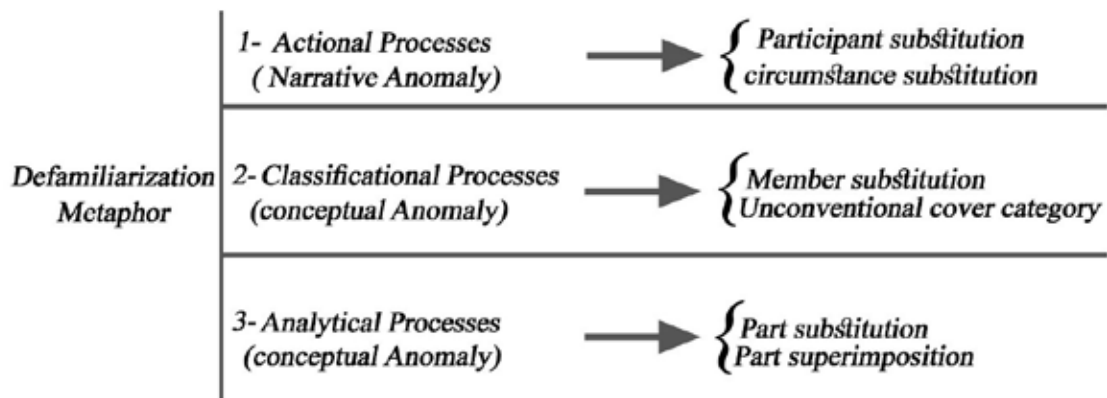 Defamiliarization
Metaphor
1- Actional Processes
( Narrative Anomaly)
Participant substitution
circumstance substitution
2- Classificational Processes
(conceptual Anomaly)
Member substitution
Unconventional cover category
3- Analytical Processes
(conceptual Anomaly)
Part substitution
Part superimposition